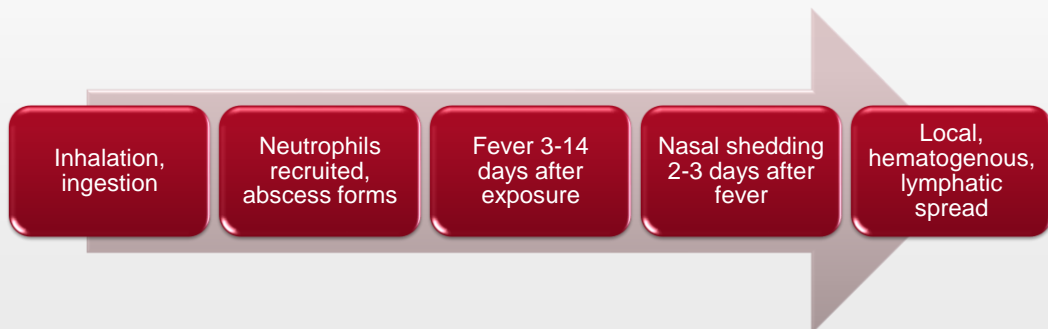 Inhalation,
ingestion
Neutrophils
recruited,
abscess forms
Fever 3-14
days after
exposure
Nasal shedding
2-3 days after
fever
Local,
hematogenous,
lymphatic
spread